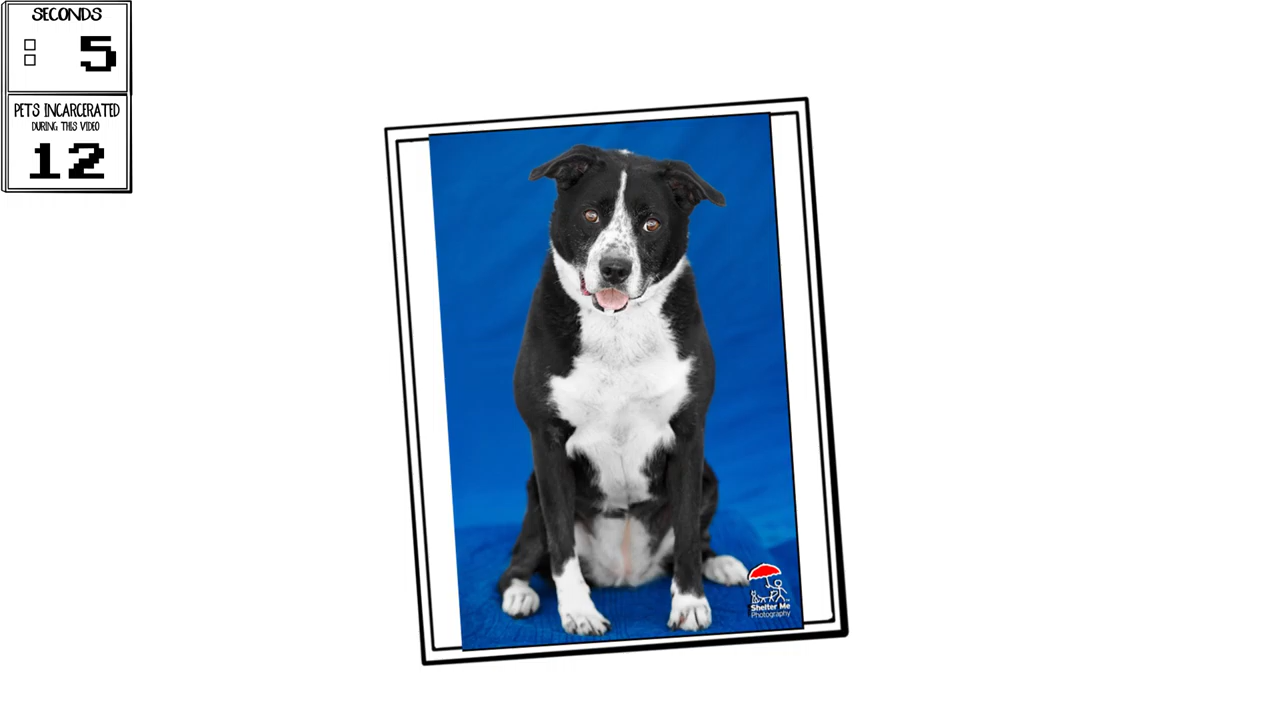 SECONDS
: 5
PETS INCARCERATED
DURING THIS VIDEO
12
Shelter Me
Photography